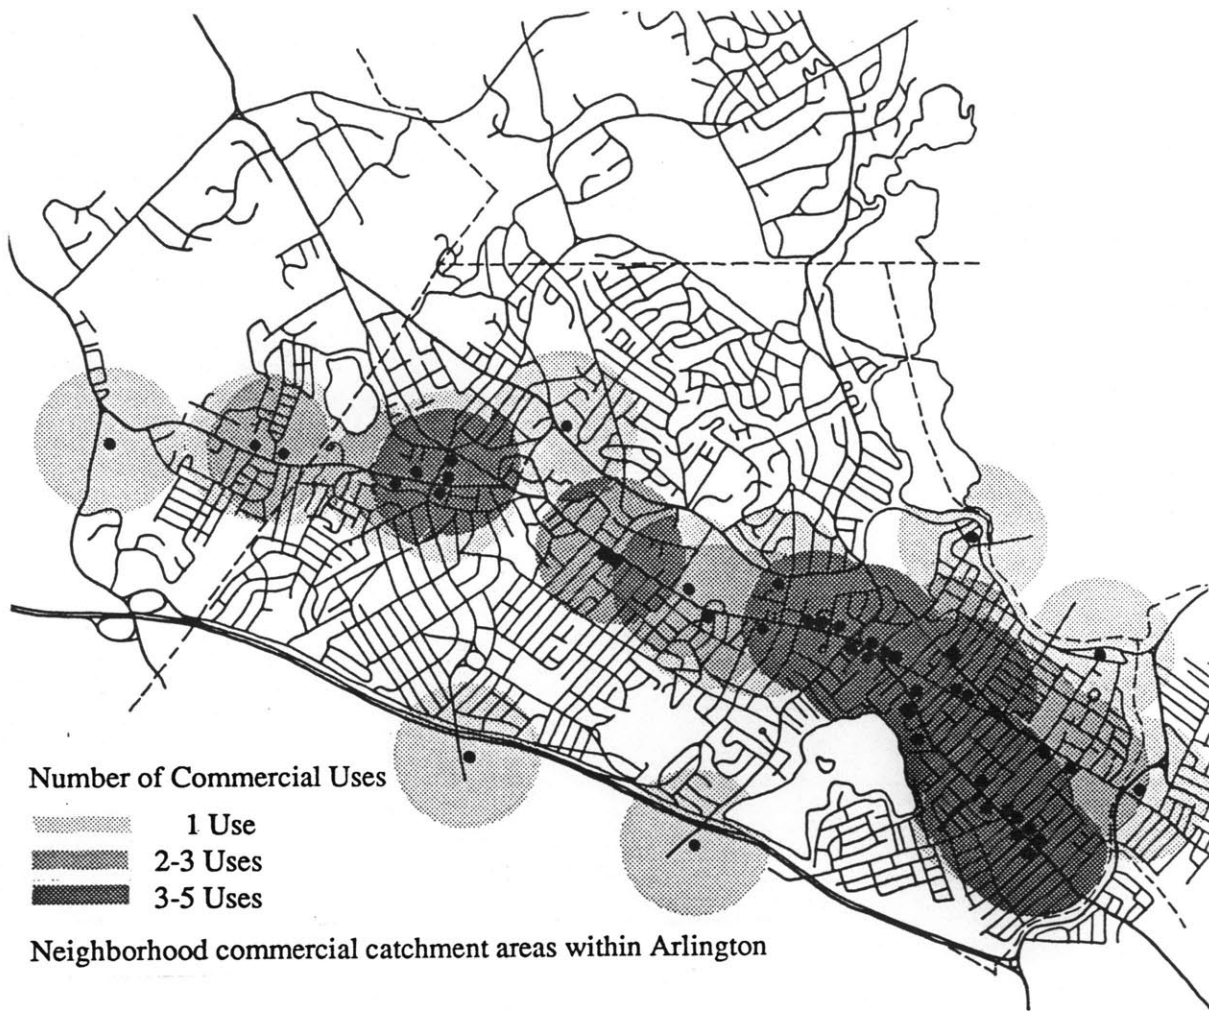 Number of Commercial Uses
1 Use
2-3 Uses
3-5 Uses
Neighborhood commercial catchment areas within Arlington